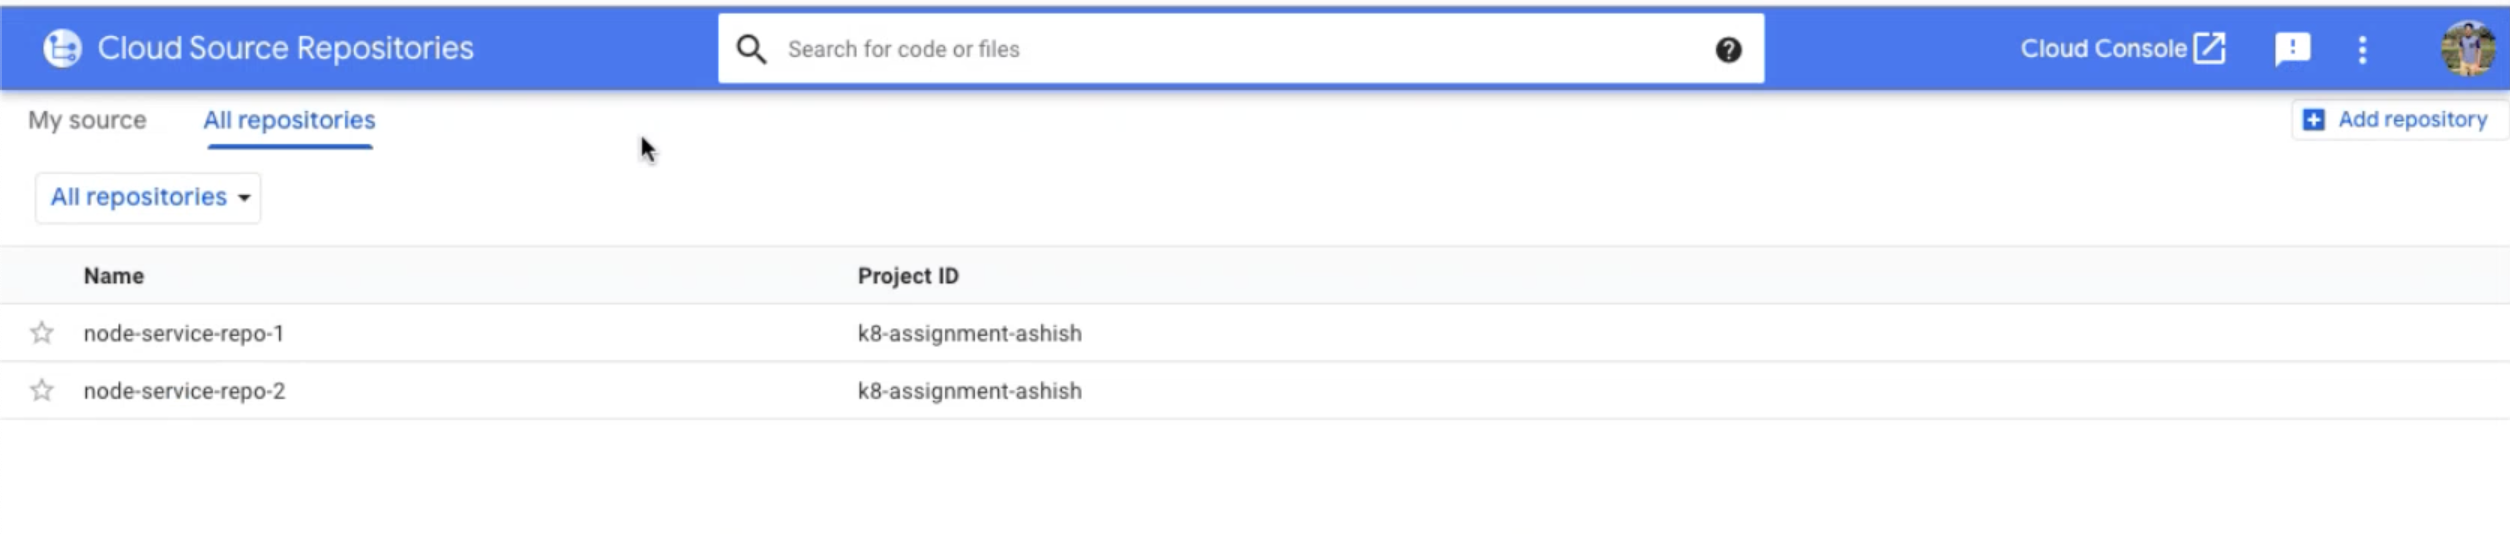 Cloud Source Repositories
Search for code or files
Cloud Console
My source
All repositories
Add repository
All repositories
Name
Project ID
node-service-repo-1
k8-assignment-ashish
node-service-repo-2
k8-assignment-ashish